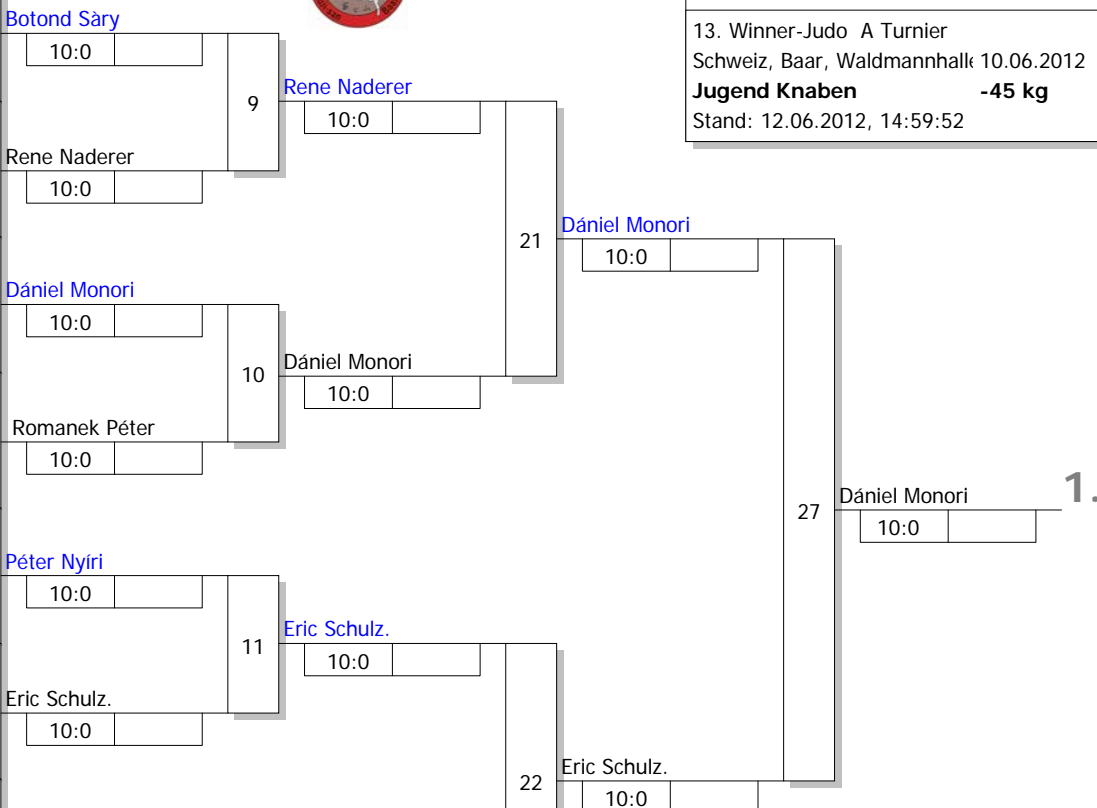 Botond Sàry
10:0
9
Rene Naderer
10:0
Rene Naderer
10:0
13. Winner-Judo A Turnier
Schweiz, Baar, Waldmannhalle 10.06.2012
Jugend Knaben -45 kg
Stand: 12.06.2012, 14:59:52
21
Dániel Monori
10:0
Dániel Monori
10:0
10
Dániel Monori
10:0
Romanek Péter
10:0
27
Dániel Monori
10:0
1.
Péter Nyíri
10:0
11
Eric Schulz.
10:0
Eric Schulz.
10:0
22
Eric Schulz.
10:0